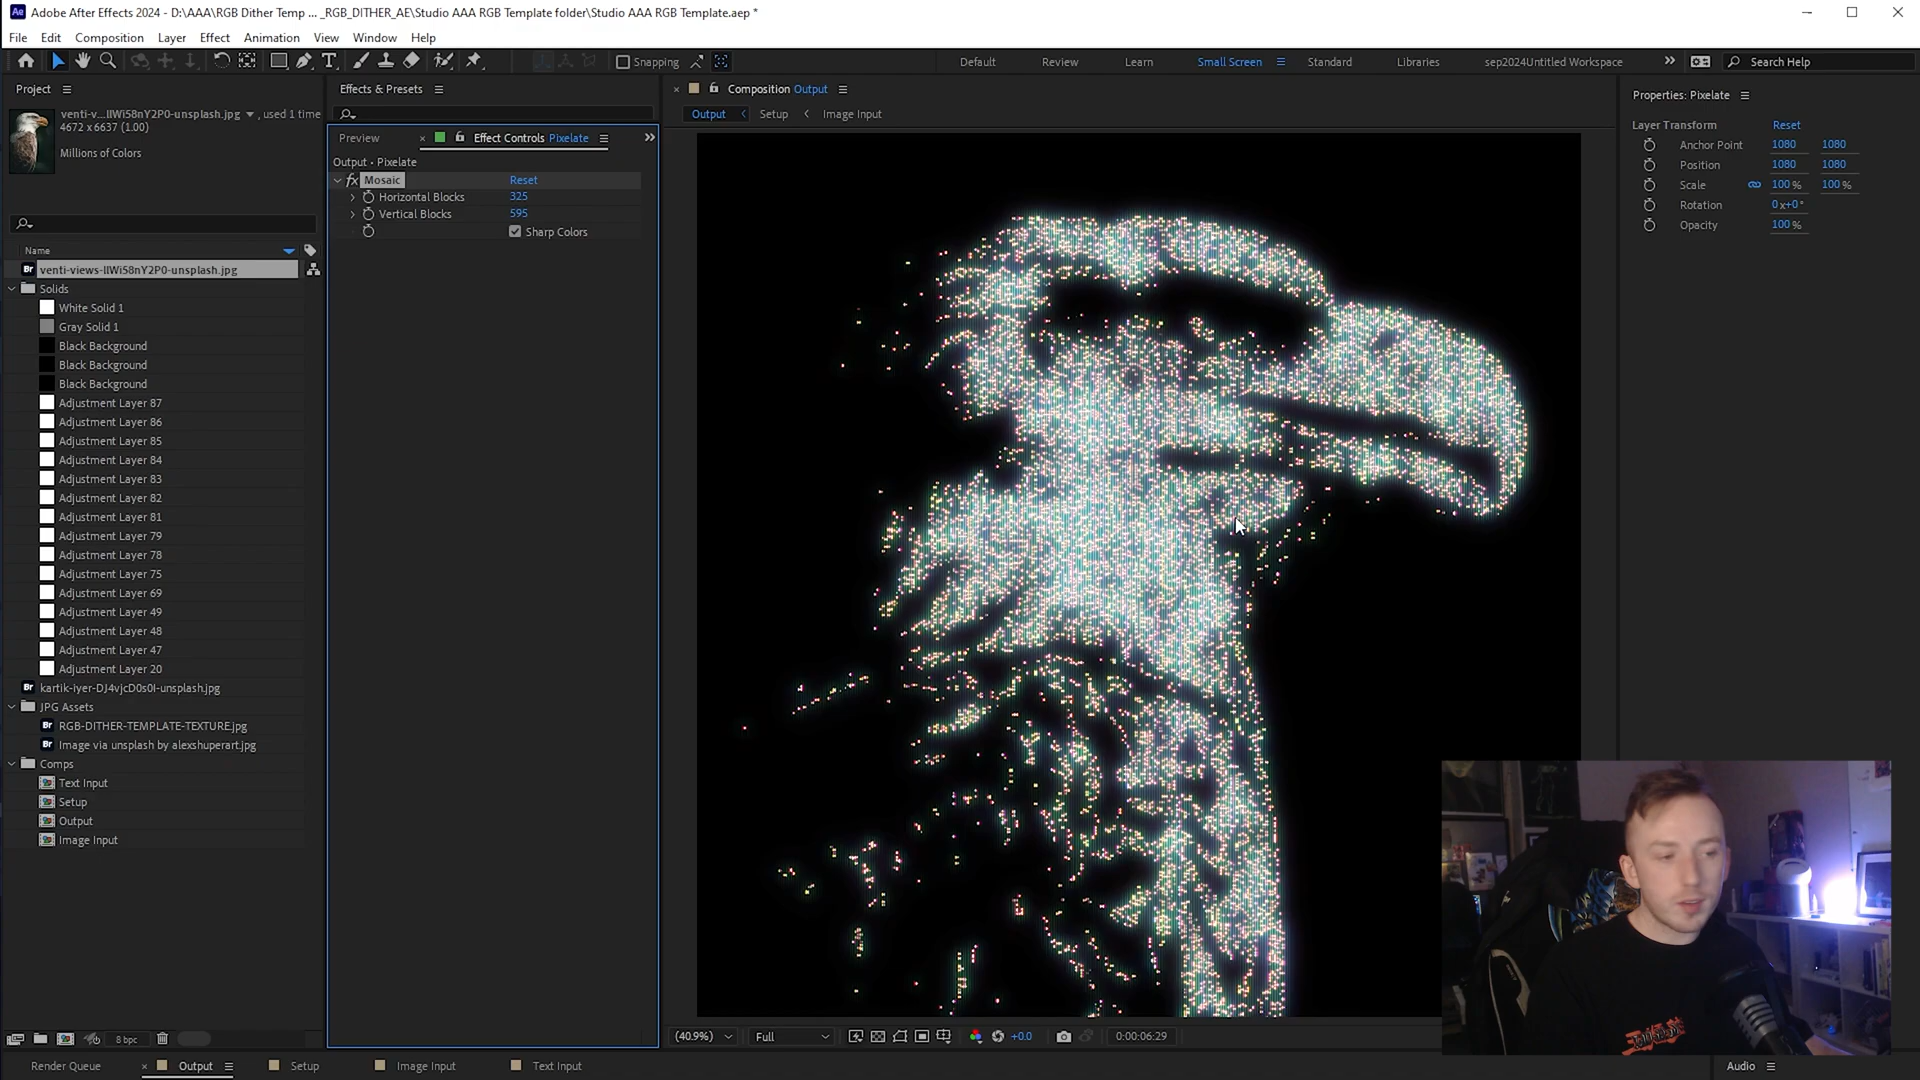 Adobe After Effects 2024 - D:\AAA\RGB Dither Temp ... _RGB_DITHER_AE\Studio AAA RGB Template folder\Studio AAA RGB Template.aep *
File Edit Composition Layer Effect Animation View Window Help
Snapping Default Review Learn Small Screen Standard Libraries sep2024Untitled Workspace Search Help
Project
venti-v...llWi58nY2P0-unsplash.jpg , used 1 time
4672 x 6637 (1.00)
Millions of Colors
Name
venti-views-llWi58nY2P0-unsplash.jpg
Solids
White Solid 1
Gray Solid 1
Black Background
Black Background
Black Background
Adjustment Layer 87
Adjustment Layer 86
Adjustment Layer 85
Adjustment Layer 84
Adjustment Layer 83
Adjustment Layer 82
Adjustment Layer 81
Adjustment Layer 79
Adjustment Layer 78
Adjustment Layer 75
Adjustment Layer 69
Adjustment Layer 49
Adjustment Layer 48
Adjustment Layer 47
Adjustment Layer 20
kartik-iyer-DJ4vjcD0s0I-unsplash.jpg
JPG Assets
RGB-DITHER-TEMPLATE-TEXTURE.jpg
Image via unsplash by alexshuperart.jpg
Comps
Text Input
Setup
Output
Image Input
8 bpc
Effects & Presets
Preview × Effect Controls Pixelate
Output • Pixelate
fx Mosaic Reset
Horizontal Blocks 325
Vertical Blocks 595
Sharp Colors
× Composition Output
Output Setup Image Input
(40.9%) Full +0.0 0:00:06:29
Properties: Pixelate
Layer Transform Reset
Anchor Point 1080 1080
Position 1080 1080
Scale 100 % 100 %
Rotation 0 x+0°
Opacity 100 %
Render Queue × Output Setup Image Input Text Input Audio